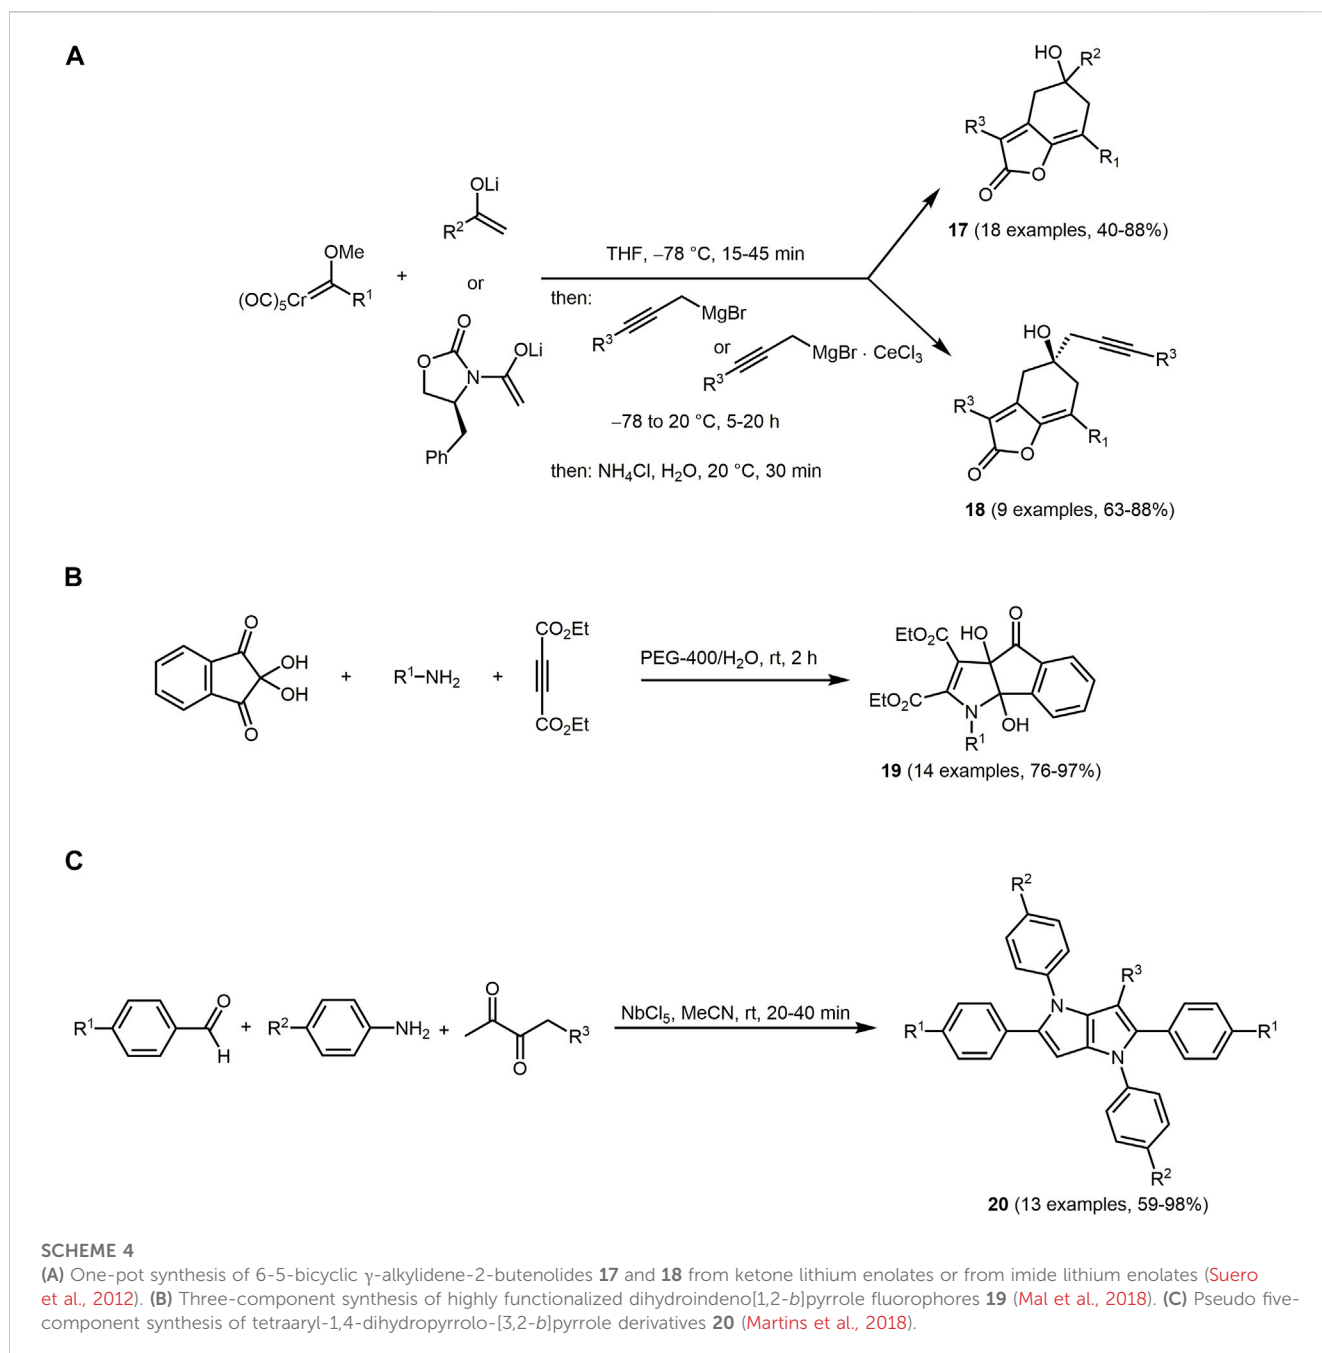 A
HO
R²
R³
O
O
R₁
17 (18 examples, 40-88%)
OLi
R²
OMe
(OC)₅Cr
R¹
+
or
THF, –78 °C, 15-45 min
then:
MgBr
R³
or
MgBr · CeCl₃
R³
O
O
N
OLi
Ph
–78 to 20 °C, 5-20 h
then: NH₄Cl, H₂O, 20 °C, 30 min
HO
R³
R³
O
O
R₁
18 (9 examples, 63-88%)
B
O
OH
OH
O
+
R¹–NH₂
+
CO₂Et
CO₂Et
PEG-400/H₂O, rt, 2 h
O
EtO₂C
HO
EtO₂C
N
OH
R¹
19 (14 examples, 76-97%)
C
R¹
O
H
+
R²
NH₂
+
O
O
R³
NbCl₅, MeCN, rt, 20-40 min
R²
R³
N
R¹
R¹
N
R²
20 (13 examples, 59-98%)
SCHEME 4
(A) One-pot synthesis of 6-5-bicyclic γ-alkylidene-2-butenolides 17 and 18 from ketone lithium enolates or from imide lithium enolates (Suero
et al., 2012). (B) Three-component synthesis of highly functionalized dihydroindeno[1,2-b]pyrrole fluorophores 19 (Mal et al., 2018). (C) Pseudo five-
component synthesis of tetraaryl-1,4-dihydropyrrolo-[3,2-b]pyrrole derivatives 20 (Martins et al., 2018).